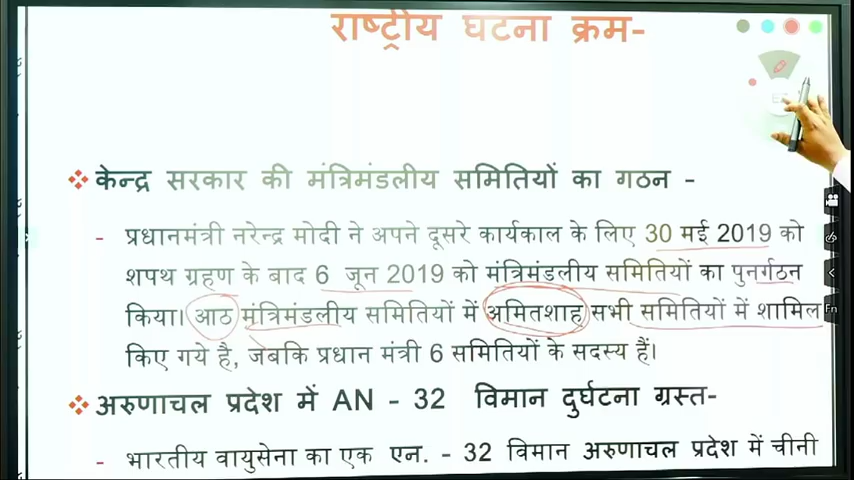 राष्ट्रीय घटना क्रम-
❖ केन्द्र सरकार की मंत्रिमंडलीय समितियों का गठन -
- प्रधानमंत्री नरेन्द्र मोदी ने अपने दूसरे कार्यकाल के लिए 30 मई 2019 को
शपथ ग्रहण के बाद 6 जून 2019 को मंत्रिमंडलीय समितियों का पुनर्गठन
किया। आठ मंत्रिमंडलीय समितियों में अमितशाह सभी समितियों में शामिल
किए गये है, जबकि प्रधान मंत्री 6 समितियों के सदस्य हैं।
❖ अरुणाचल प्रदेश में AN - 32 विमान दुर्घटना ग्रस्त-
- भारतीय वायुसेना का एक एन. - 32 विमान अरुणाचल प्रदेश में चीनी
Fn